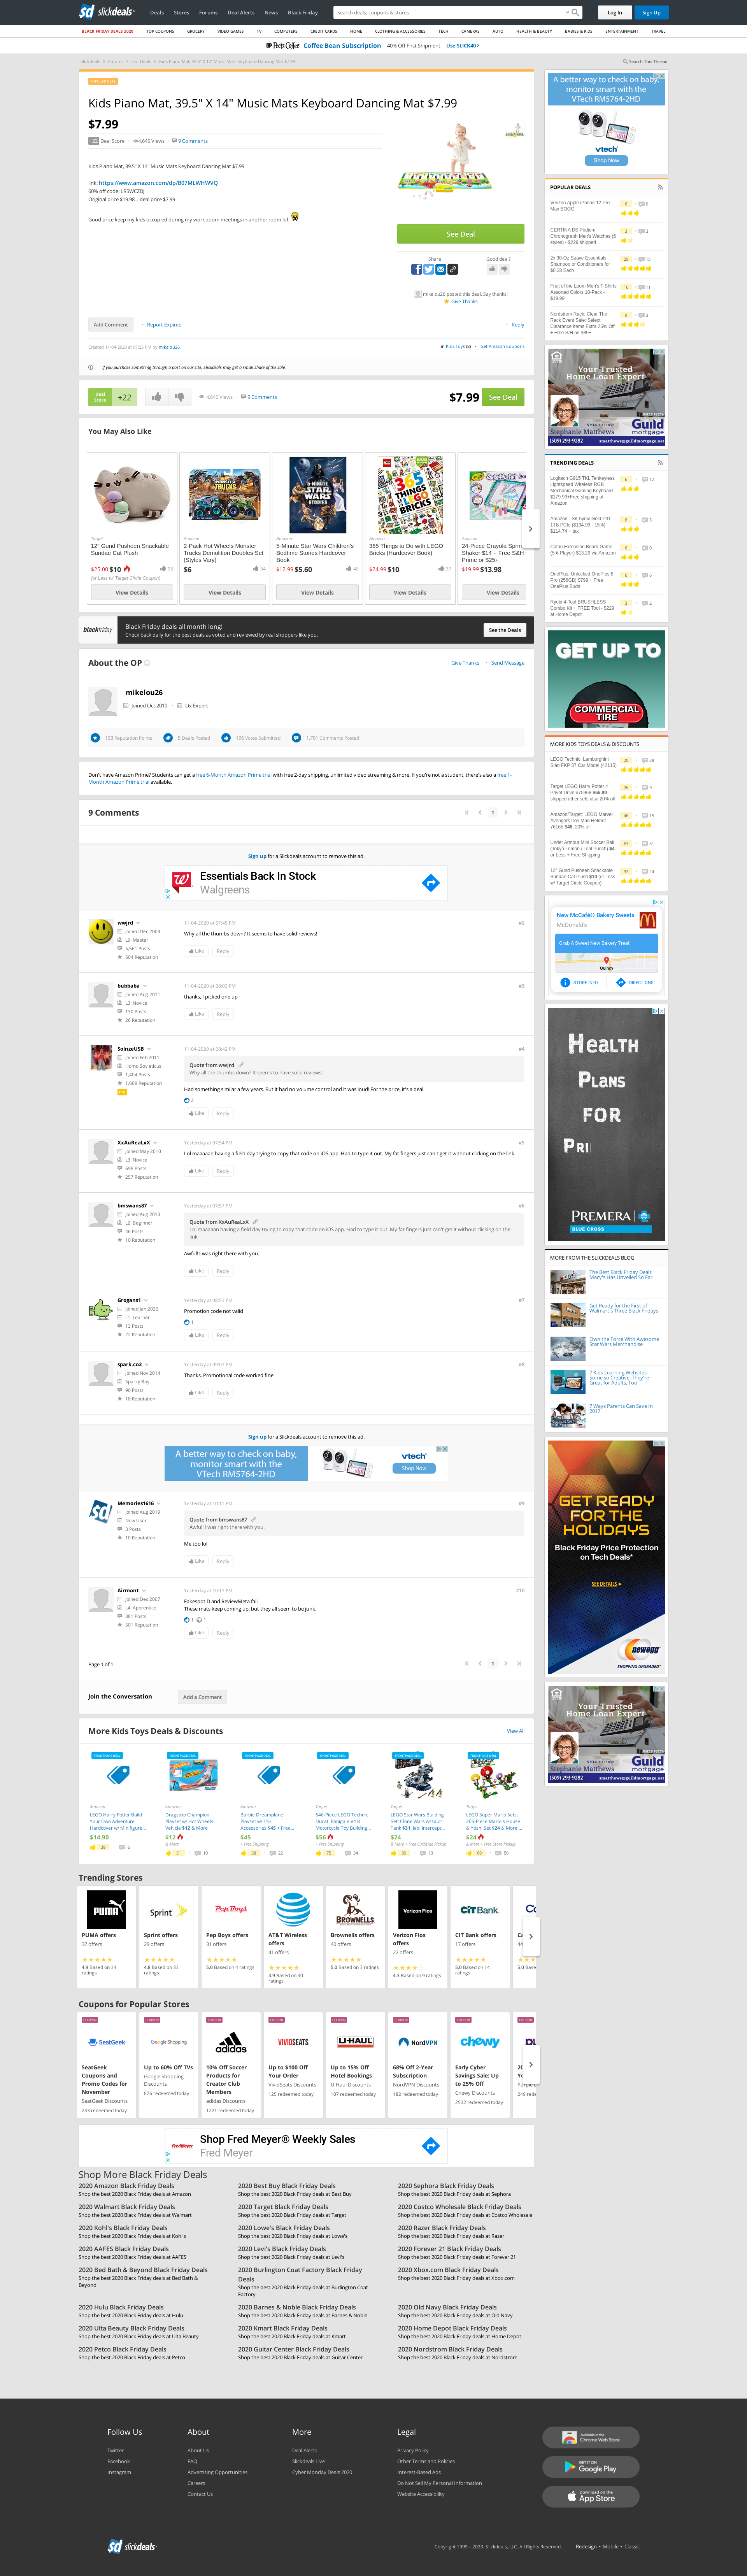 slickdeals
Deals Stores Forums Deal Alerts News Black Friday
Search deals, coupons & stores
Log In Sign Up
BLACK FRIDAY DEALS 2020 TOP COUPONS GROCERY VIDEO GAMES TV COMPUTERS CREDIT CARDS HOME CLOTHING & ACCESSORIES TECH CAMERAS AUTO HEALTH & BEAUTY BABIES & KIDS ENTERTAINMENT TRAVEL
Peet's Coffee Coffee Bean Subscription 40% Off First Shipment Use SLICK40 >
Slickdeals > Forums > Hot Deals > Kids Piano Mat, 39.5" X 14" Music Mats Keyboard Dancing Mat $7.99
Search This Thread
Kids Piano Mat, 39.5" X 14" Music Mats Keyboard Dancing Mat $7.99
$7.99
+22 Deal Score 4,646 Views 9 Comments
Kids Piano Mat, 39.5" X 14" Music Mats Keyboard Dancing Mat $7.99
link: https://www.amazon.com/dp/B07MLWHWVQ
60% off code: LR5WCZDJ
Original price $19.98 , deal price $7.99
Good price keep my kids occupied during my work zoom meetings in another room lol
See Deal
Share Good deal?
mikelou26 posted this deal. Say thanks!
Give Thanks
Add Comment Report Expired Reply
Created 11-04-2020 at 07:23 PM by mikelou26
in Kids Toys (6) Get Amazon Coupons
If you purchase something through a post on our site, Slickdeals may get a small share of the sale.
Deal Score +22 4,646 Views 9 Comments $7.99 See Deal
You May Also Like
Target
12" Gund Pusheen Snackable Sundae Cat Plush
$25.00 $10 93
(or Less w/ Target Circle Coupon)
View Details
Amazon
2-Pack Hot Wheels Monster Trucks Demolition Doubles Set (Styles Vary)
$6 34
View Details
Amazon
5-Minute Star Wars Children's Bedtime Stories Hardcover Book
$12.99 $5.60 40
View Details
Amazon
365 Things to Do with LEGO Bricks (Hardcover Book)
$24.99 $10 37
View Details
Amazon
24-Piece Crayola Sprin
Shaker $14 + Free S&H
Prime or $25+
$19.99 $13.98
View Details
blackfriday
Black Friday deals all month long!
Check back daily for the best deals as voted and reviewed by real shoppers like you.
See the Deals
About the OP
Give Thanks Send Message
mikelou26
Joined Oct 2010 L6: Expert
133 Reputation Points 5 Deals Posted 196 Votes Submitted 1,701 Comments Posted
Don't have Amazon Prime? Students can get a free 6-Month Amazon Prime trial with free 2-day shipping, unlimited video streaming & more. If you're not a student, there's also a free 1-
Month Amazon Prime trial available.
9 Comments
1
Sign up for a Slickdeals account to remove this ad.
Essentials Back In Stock
Walgreens
wwjrd
Joined Dec 2009
L9: Master
5,561 Posts
604 Reputation
11-04-2020 at 07:45 PM #2
Why all the thumbs down? It seems to have solid reviews!
Like Reply
bubbaba
Joined Aug 2011
L3: Novice
130 Posts
26 Reputation
11-04-2020 at 08:03 PM #3
thanks, I picked one up
Like Reply
SolnzeUSB
Joined Feb 2011
Homo Sovieticus
1,404 Posts
1,669 Reputation
Pro
11-04-2020 at 08:42 PM #4
Quote from wwjrd
Why all the thumbs down? It seems to have solid reviews!
Had something similar a few years. But it had no volume control and it was loud! For the price, it's a deal.
2
Like Reply
XxAuReaLxX
Joined May 2010
L3: Novice
698 Posts
257 Reputation
Yesterday at 07:54 PM #5
Lol maaaaan having a field day trying to copy that code on iOS app. Had to type it out. My fat fingers just can't get it without clicking on the link
Like Reply
bmswans87
Joined Aug 2013
L2: Beginner
46 Posts
10 Reputation
Yesterday at 07:57 PM #6
Quote from XxAuReaLxX
Lol maaaaan having a field day trying to copy that code on iOS app. Had to type it out. My fat fingers just can't get it without clicking on the link
Awful! I was right there with you.
Like Reply
Grogans1
Joined Jan 2020
L1: Learner
13 Posts
22 Reputation
Yesterday at 08:53 PM #7
Promotion code not valid
1
Like Reply
spark.co2
Joined Nov 2014
Sparky Boy
90 Posts
18 Reputation
Yesterday at 09:07 PM #8
Thanks. Promotional code worked fine
Like Reply
Sign up for a Slickdeals account to remove this ad.
A better way to check on baby, monitor smart with the VTech RM5764-2HD
vtech Shop Now
Memories1616
Joined Aug 2019
New User
3 Posts
19 Reputation
Yesterday at 10:11 PM #9
Quote from bmswans87
Awful! I was right there with you.
Me too lol
Like Reply
Airmont
Joined Dec 2007
L4: Apprentice
381 Posts
501 Reputation
Yesterday at 10:17 PM #10
Fakespot D and ReviewMeta fail.
These mats keep coming up, but they all seem to be junk.
1 1
Like Reply
Page 1 of 1
1
Join the Conversation Add a Comment
More Kids Toys Deals & Discounts View All
Amazon
LEGO Harry Potter Build Your Own Adventure Hardcover w/ Minifigure...
$14.90
39 6
Amazon
Dragstrip Champion Playset w/ Hot Wheels Vehicle $12 & More
$12
& More
51 10
Amazon
Barbie Dreamplane Playset w/ 15+ Accessories $45 + Free...
$45
+ Free Shipping
38 22
Target
646-Piece LEGO Technic Ducati Panigale V4 R Motorcycle Toy Building...
$56
+ Free Shipping
75 34
Target
LEGO Star Wars Building Set: Clone Wars Assault Tank $31, Jedi Intercept...
$24
& More + Free Curbside Pickup
39 13
Target
LEGO Super Mario Sets: 205 Piece Mario's House & Yoshi Set $24 & More...
$24
& More + Free Store Pickup
69 50
Trending Stores
PUMA offers
37 offers
4.9 Based on 34 ratings
Sprint offers
29 offers
4.8 Based on 33 ratings
Pep Boys offers
31 offers
5.0 Based on 4 ratings
AT&T Wireless offers
41 offers
4.9 Based on 40 ratings
Brownells offers
40 offers
5.0 Based on 3 ratings
Verizon Fios offers
22 offers
4.3 Based on 9 ratings
CIT Bank offers
17 offers
5.0 Based on 14 ratings
Coupons for Popular Stores
SeatGeek
SeatGeek Coupons and Promo Codes for November
SeatGeek Discounts
243 redeemed today
Google Shopping
Up to 60% Off TVs
Google Shopping Discounts
876 redeemed today
adidas
10% Off Soccer Products for Creator Club Members
adidas Discounts
1221 redeemed today
VIVIDSEATS
Up to $100 Off Your Order
VividSeats Discounts
125 redeemed today
U-HAUL
Up to 15% Off Hotel Bookings
U-Haul Discounts
107 redeemed today
NordVPN
68% Off 2-Year Subscription
NordVPN Discounts
182 redeemed today
chewy
Early Cyber Savings Sale: Up to 25% Off
Chewy Discounts
2532 redeemed today
Shop Fred Meyer® Weekly Sales
Fred Meyer
Shop More Black Friday Deals
2020 Amazon Black Friday Deals
Shop the best 2020 Black Friday deals at Amazon
2020 Best Buy Black Friday Deals
Shop the best 2020 Black Friday deals at Best Buy
2020 Sephora Black Friday Deals
Shop the best 2020 Black Friday deals at Sephora
2020 Walmart Black Friday Deals
Shop the best 2020 Black Friday deals at Walmart
2020 Target Black Friday Deals
Shop the best 2020 Black Friday deals at Target
2020 Costco Wholesale Black Friday Deals
Shop the best 2020 Black Friday deals at Costco Wholesale
2020 Kohl's Black Friday Deals
Shop the best 2020 Black Friday deals at Kohl's
2020 Lowe's Black Friday Deals
Shop the best 2020 Black Friday deals at Lowe's
2020 Razer Black Friday Deals
Shop the best 2020 Black Friday deals at Razer
2020 AAFES Black Friday Deals
Shop the best 2020 Black Friday deals at AAFES
2020 Levi's Black Friday Deals
Shop the best 2020 Black Friday deals at Levi's
2020 Forever 21 Black Friday Deals
Shop the best 2020 Black Friday deals at Forever 21
2020 Bed Bath & Beyond Black Friday Deals
Shop the best 2020 Black Friday deals at Bed Bath & Beyond
2020 Burlington Coat Factory Black Friday Deals
Shop the best 2020 Black Friday deals at Burlington Coat Factory
2020 Xbox.com Black Friday Deals
Shop the best 2020 Black Friday deals at Xbox.com
2020 Hulu Black Friday Deals
Shop the best 2020 Black Friday deals at Hulu
2020 Barnes & Noble Black Friday Deals
Shop the best 2020 Black Friday deals at Barnes & Noble
2020 Old Navy Black Friday Deals
Shop the best 2020 Black Friday deals at Old Navy
2020 Ulta Beauty Black Friday Deals
Shop the best 2020 Black Friday deals at Ulta Beauty
2020 Kmart Black Friday Deals
Shop the best 2020 Black Friday deals at Kmart
2020 Home Depot Black Friday Deals
Shop the best 2020 Black Friday deals at Home Depot
2020 Petco Black Friday Deals
Shop the best 2020 Black Friday deals at Petco
2020 Guitar Center Black Friday Deals
Shop the best 2020 Black Friday deals at Guitar Center
2020 Nordstrom Black Friday Deals
Shop the best 2020 Black Friday deals at Nordstrom
A better way to check on baby, monitor smart with the VTech RM5764-2HD
vtech
Shop Now
POPULAR DEALS
Verizon Apple iPhone 12 Pro Max BOGO
CERTINA DS Podium Chronograph Men's Watches (6 styles) - $229 shipped
2x 30-Oz Suave Essentials Shampoo or Conditioners for $0.38 Each
Fruit of the Loom Men's T-Shirts Assorted Colors 10-Pack - $19.99
Nordstrom Rack: Clear The Rack Event Sale: Select Clearance Items Extra 25% Off + Free S/H on $89+
Your Trusted
Home Loan Expert
Stephanie Matthews
Guild mortgage
(509) 293-9282 smatthews@guildmortgage.net
TRENDING DEALS
Logitech G915 TKL Tenkeyless Lightspeed Wireless RGB Mechanical Gaming Keyboard $179.99+Free shipping at Amazon
Amazon - SK hynix Gold P31 1TB PCIe ($134.99 - 15%) $114.74 + tax
Catan Extension Board Game (5-6 Player) $13.29 via Amazon
OnePlus: Unlocked OnePlus 8 Pro (256GB) $799 + Free OnePlus Buds
Ryobi 4-Tool BRUSHLESS Combo Kit + FREE Tool - $229 at Home Depot
GET UP TO
COMMERCIAL TIRE
MORE KIDS TOYS DEALS & DISCOUNTS
LEGO Technic: Lamborghini Sián FKP 37 Car Model (42115)
Target LEGO Harry Potter 4 Privet Drive #75968 $55.99 shipped other sets also 20% off
Amazon/Target: LEGO Marvel Avengers Iron Man Helmet 76165 $48, 20% off
Under Armour Mini Soccer Ball (Tokyo Lemon / Teal Punch) $4 or Less + Free Shipping
12" Gund Pusheen Snackable Sundae Cat Plush $10 (or Less w/ Target Circle Coupon)
New McCafé® Bakery Sweets
McDonald's
Grab A Sweet New Bakery Treat
Quincy
STORE INFO DIRECTIONS
HEALTH
PLANS
FOR
PRI
PREMERA
BLUE CROSS
MORE FROM THE SLICKDEALS BLOG
The Best Black Friday Deals Macy's Has Unveiled So Far
Get Ready for the First of Walmart's Three Black Fridays
Own the Force With Awesome Star Wars Merchandise
7 Kids Learning Websites – Some so Creative, They're Great for Adults, Too
7 Ways Parents Can Save In 2017
GET READY
FOR THE
HOLIDAYS
Black Friday Price Protection on Tech Deals*
SEE DETAILS
newegg
SHIPPING UPGRADED®
Your Trusted
Home Loan Expert
Stephanie Matthews
Guild mortgage
(509) 293-9282 smatthews@guildmortgage.net
Follow Us
Twitter
Facebook
Instagram
About
About Us
FAQ
Advertising Opportunities
Careers
Contact Us
More
Deal Alerts
Slickdeals Live
Cyber Monday Deals 2020
Legal
Privacy Policy
Other Terms and Policies
Interest-Based Ads
Do Not Sell My Personal Information
Website Accessibility
Available in the Chrome Web Store
GET IT ON Google Play
Download on the App Store
slickdeals
Copyright 1999 – 2020. Slickdeals, LLC. All Rights Reserved. Redesign • Mobile • Classic